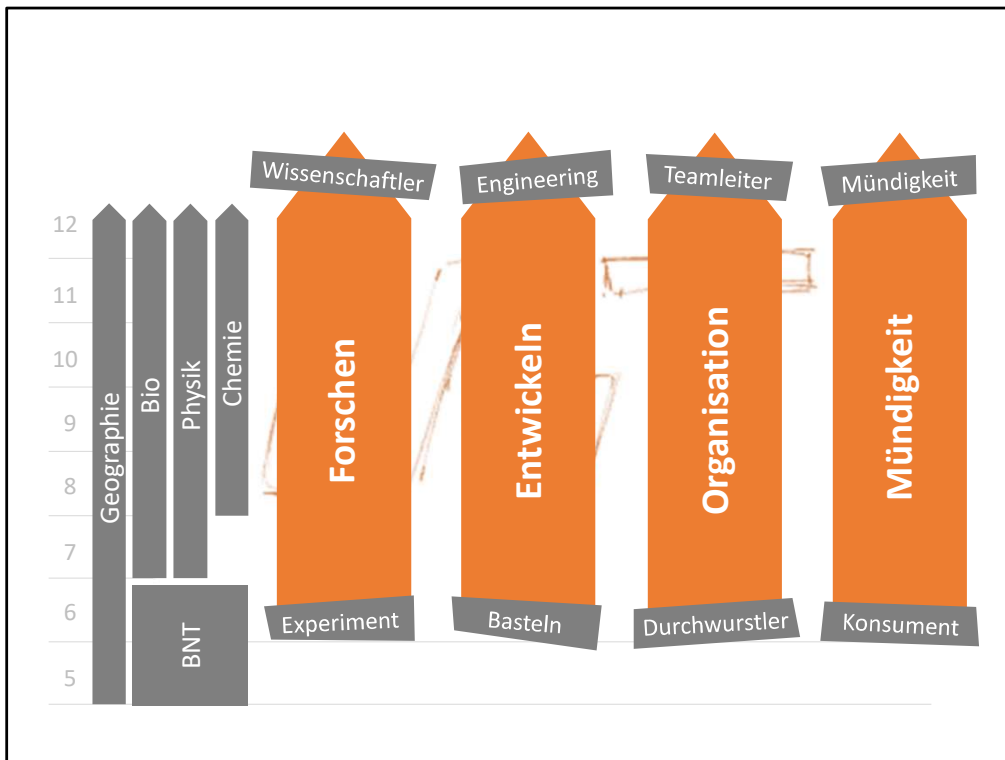 Wissenschaftler
Engineering
Teamleiter
Mündigkeit
12
11
10
9
8
7
6
5
Geographie
Bio
Physik
Chemie
BNT
Forschen
Entwickeln
Organisation
Mündigkeit
Experiment
Basteln
Durchwurstler
Konsument